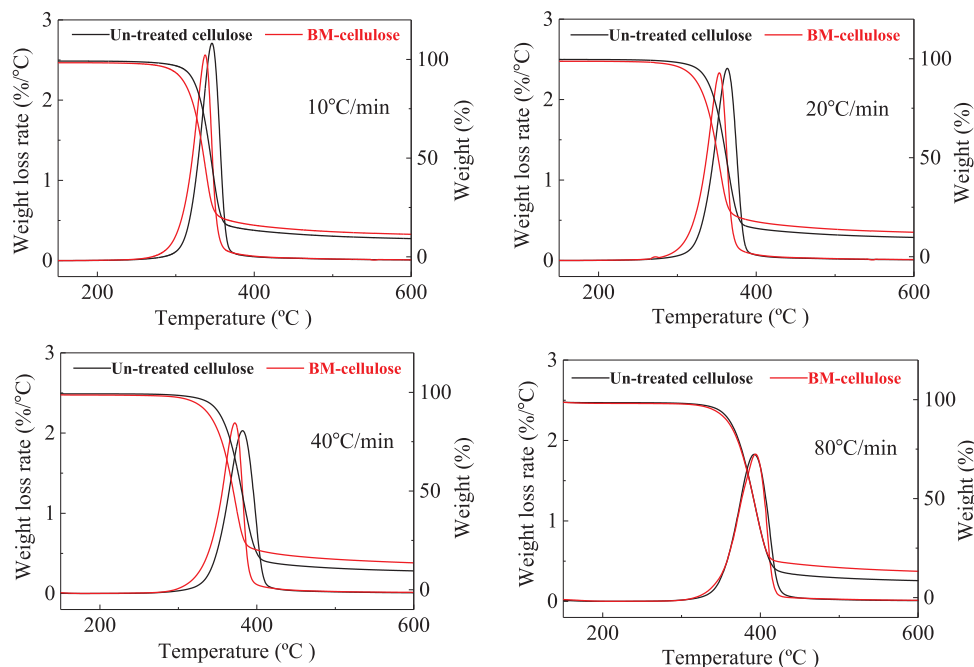 3
Un-treated cellulose BM-cellulose
100
2
10°C/min
50
1
0
0
200 400 600
Temperature (ºC )
Weight loss rate (%/°C)
Weight (%)
3
Un-treated cellulose BM-cellulose
100
2
20°C/min
50
1
0
0
200 400 600
Temperature (ºC )
Weight loss rate (%/°C)
Weight (%)
3
Un-treated cellulose BM-cellulose
100
2
40°C/min
50
1
0
0
200 400 600
Temperature (ºC )
Weight loss rate (%/°C)
Weight (%)
3
Un-treated cellulose BM-cellulose
100
2
80°C/min
50
1
0
0
200 400 600
Temperature (ºC )
Weight loss rate (%/°C)
Weight (%)